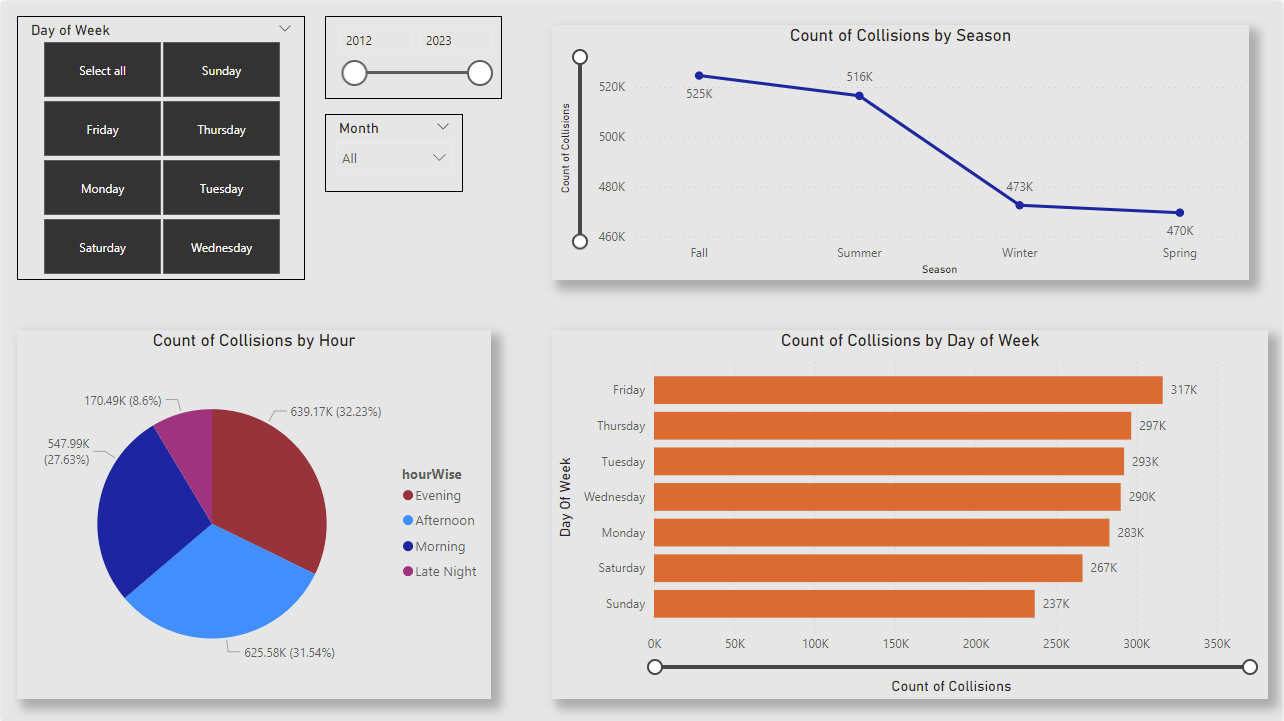 Day of Week
Select all
Sunday
Friday
Thursday
Monday
Tuesday
Saturday
Wednesday
2012
2023
Month
All
Count of Collisions by Season
Count of Collisions
520K
500K
480K
460K
525K
516K
473K
470K
Fall
Summer
Winter
Spring
Season
Count of Collisions by Hour
170.49K (8.6%)
639.17K (32.23%)
547.99K
(27.63%)
625.58K (31.54%)
hourWise
Evening
Afternoon
Morning
Late Night
Count of Collisions by Day of Week
Day Of Week
Friday
317K
Thursday
297K
Tuesday
293K
Wednesday
290K
Monday
283K
Saturday
267K
Sunday
237K
0K
50K
100K
150K
200K
250K
300K
350K
Count of Collisions